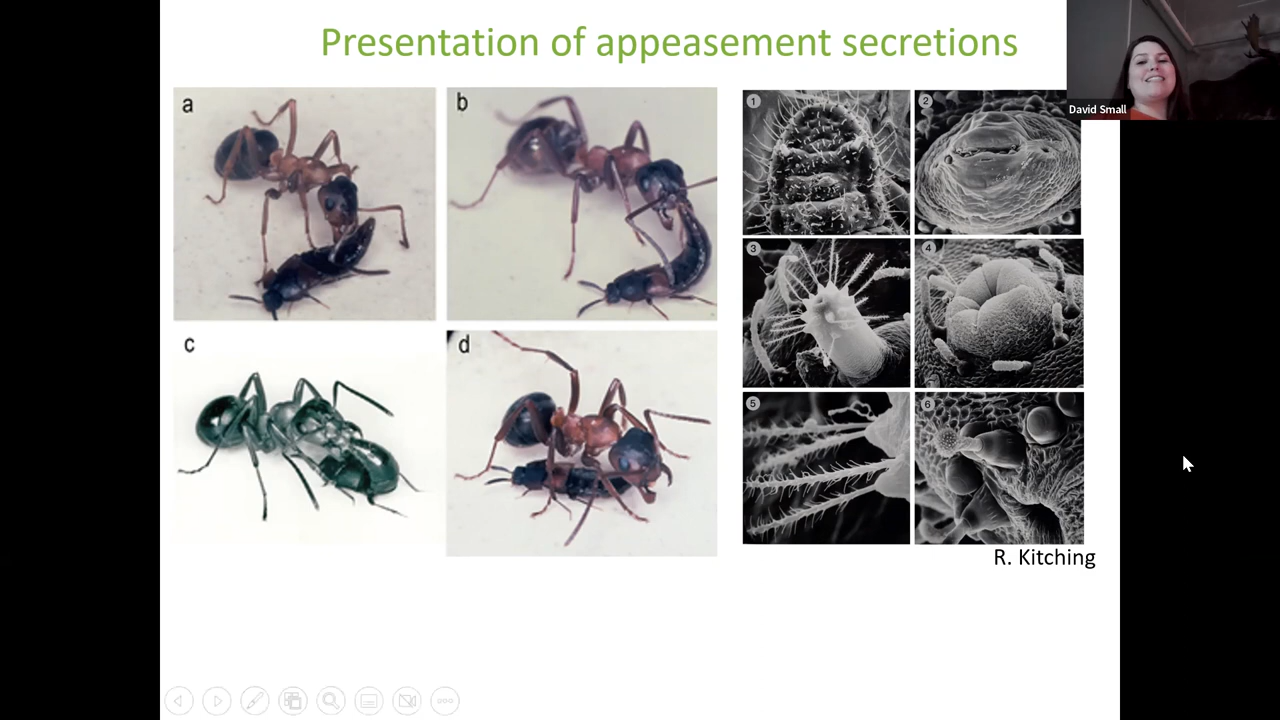 Presentation of appeasement secretions
a
b
c
d
1
2
3
4
5
6
R. Kitching
David Small